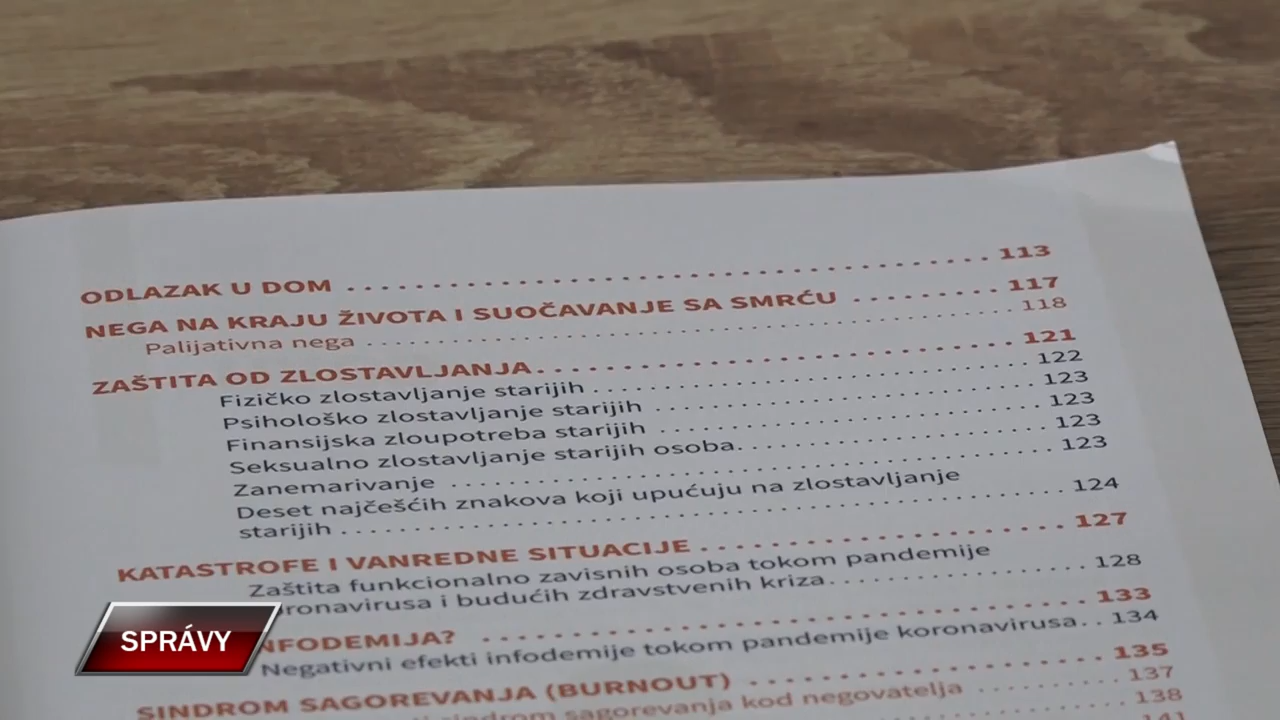 ODLAZAK U DOM . . . . . . . . . . . . . . . . . . . . 113
NEGA NA KRAJU ŽIVOTA I SUOČAVANJE SA SMRĆU . . . . . . . . . 117
Palijativna nega . . . . . . . . . . . . . . . . . . . . 118
ZAŠTITA OD ZLOSTAVLJANJA . . . . . . . . . . . . . . . . . . . . 121
Fizičko zlostavljanje starijih . . . . . . . . . . . . . . . . . . . . 122
Psihološko zlostavljanje starijih . . . . . . . . . . . . . . . . . . . . 123
Finansijska zloupotreba starijih . . . . . . . . . . . . . . . . . . . . 123
Seksualno zlostavljanje starijih osoba. . . . . . . . . . . . . . . . . . 123
Zanemarivanje . . . . . . . . . . . . . . . . . . . . 123
Deset najčešćih znakova koji upućuju na zlostavljanje
starijih . . . . . . . . . . . . . . . . . . . . 124
KATASTROFE I VANREDNE SITUACIJE . . . . . . . . . . . . . . . . . . . . 127
Zaštita funkcionalno zavisnih osoba tokom pandemije
ronavirusa i budućih zdravstvenih kriza. . . . . . . . . . . . . . . 128
NFODEMIJA? . . . . . . . . . . . . . . . . . . . . 133
Negativni efekti infodemije tokom pandemije koronavirusa. . 134
SINDROM SAGOREVANJA (BURNOUT) . . . . . . . . . . . . . . . . . . 135
sindrom sagorevanja kod negovatelja . . . . . . . . . . 137
138
141
SPRÁVY